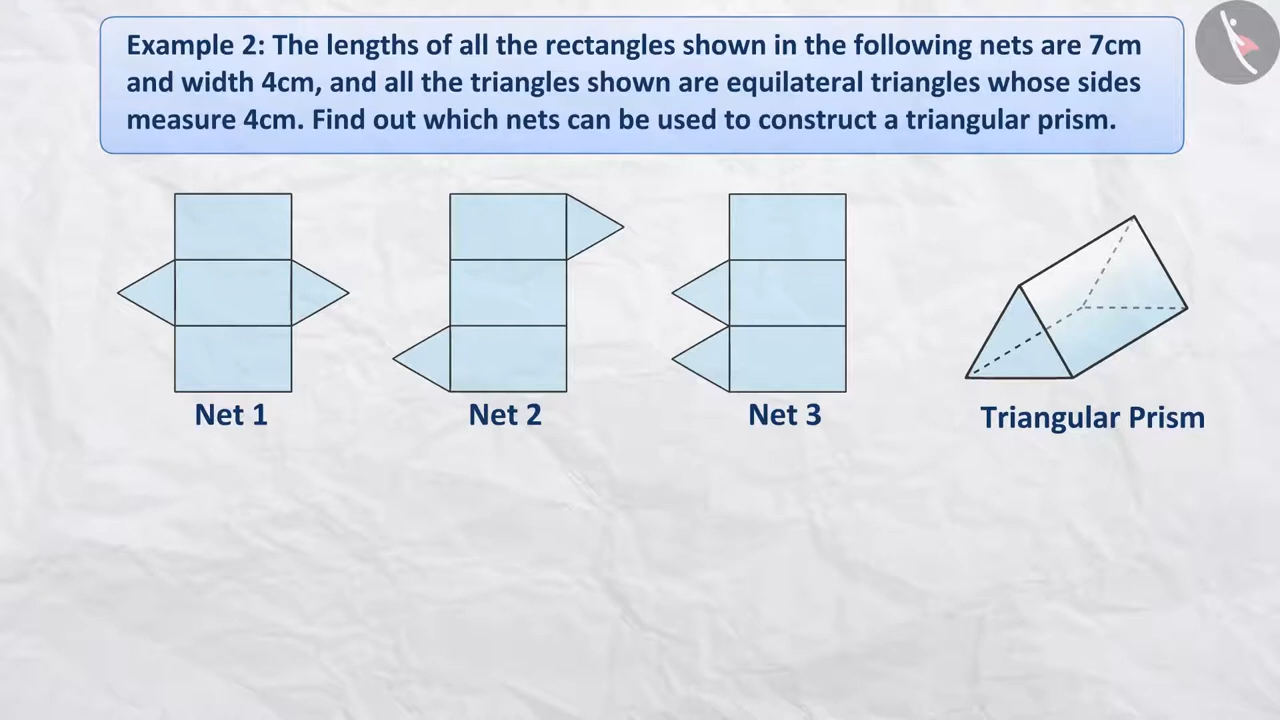 Example 2: The lengths of all the rectangles shown in the following nets are 7cm
and width 4cm, and all the triangles shown are equilateral triangles whose sides
measure 4cm. Find out which nets can be used to construct a triangular prism.
Net 1
Net 2
Net 3
Triangular Prism